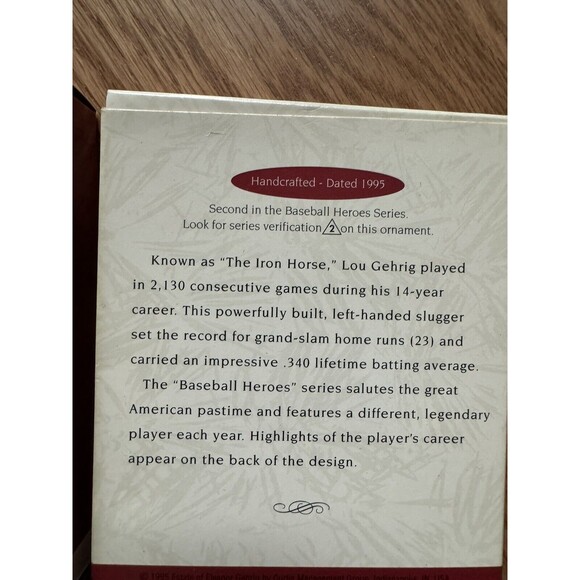 Handcrafted - Dated 1995
Second in the Baseball Heroes Series.
Look for series verification 2 on this ornament.
Known as "The Iron Horse," Lou Gehrig played
in 2,130 consecutive games during his 14-year
career. This powerfully built, left-handed slugger
set the record for grand-slam home runs (23) and
carried an impressive .340 lifetime batting average.
The "Baseball Heroes" series salutes the great
American pastime and features a different, legendary
player each year. Highlights of the player's career
appear on the back of the design.